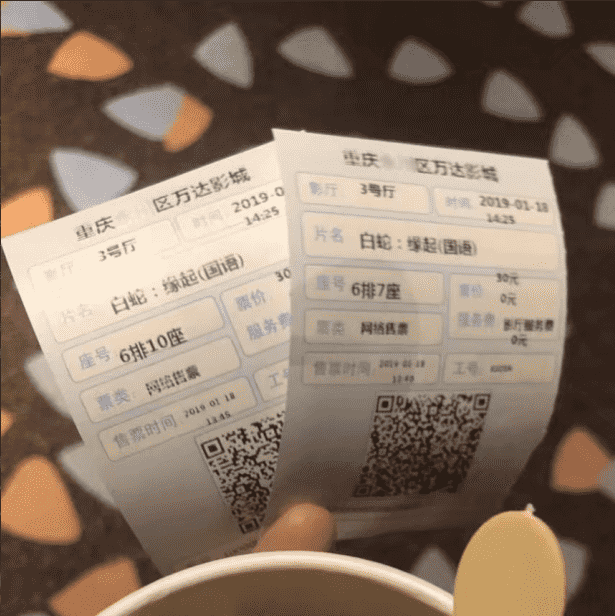 重庆 区万达影城
影厅 3号厅
时间 2019-0
14:25
片名 白蛇：缘起(国语)
座号 6排10座
票价 30
服务费
票类: 网络售票
售票时间 2019-01-18
13:45
工号
重庆 区万达影城
影厅: 3号厅
时间 2019-01-18
14:25
片名 白蛇：缘起(国语)
座号 6排7座
票价 30元
0元
服务费 影厅服务费
0元
票类: 网络售票
售票时间: 2019-01-18
13:45
工号: